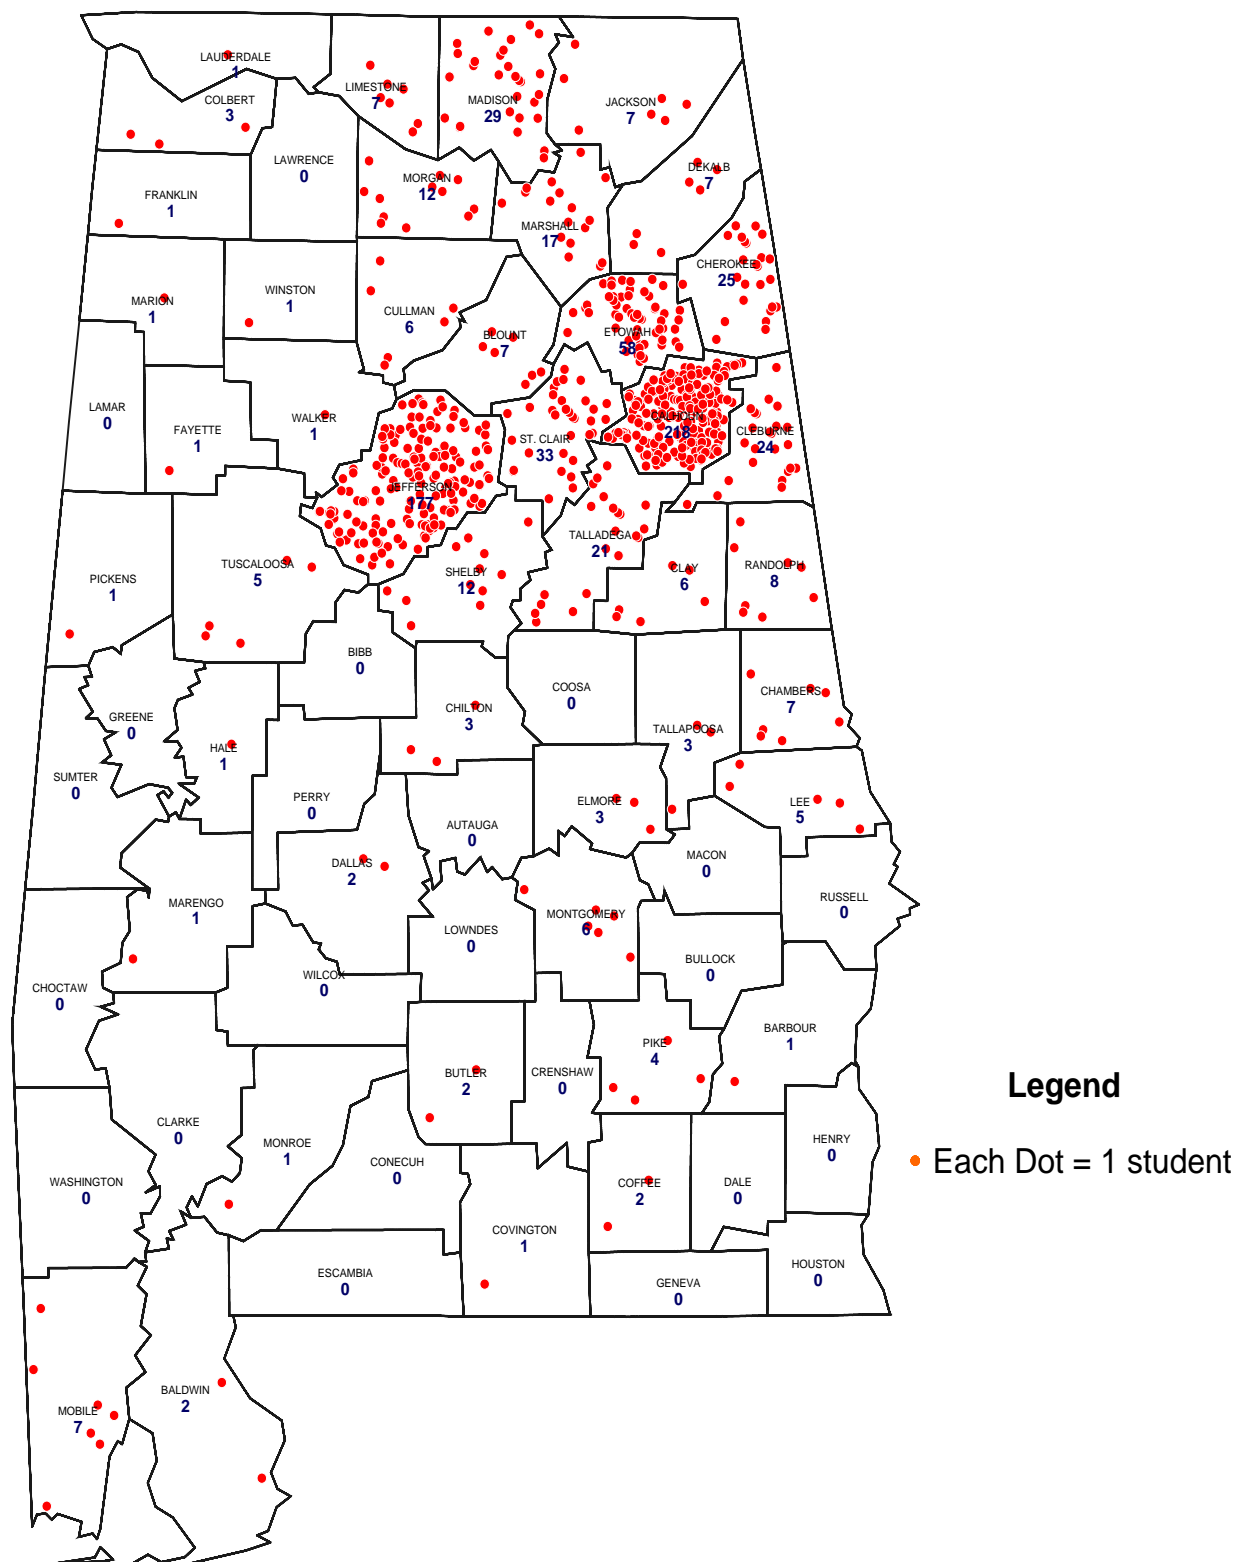 LAUDERDALE
1
COLBERT
3
LIMESTONE
7
MADISON
29
JACKSON
7
LAWRENCE
0
FRANKLIN
1
MORGAN
12
DEKALB
7
MARSHALL
17
CHEROKEE
25
MARION
1
WINSTON
1
CULLMAN
6
BLOUNT
7
ETOWAH
58
LAMAR
0
FAYETTE
1
WALKER
1
ST. CLAIR
33
CALHOUN
218
CLEBURNE
24
JEFFERSON
177
TALLADEGA
21
PICKENS
1
TUSCALOOSA
5
SHELBY
12
CLAY
6
RANDOLPH
8
BIBB
0
COOSA
0
CHAMBERS
7
GREENE
0
HALE
1
CHILTON
3
TALLAPOOSA
3
SUMTER
0
PERRY
0
AUTAUGA
0
ELMORE
3
LEE
5
DALLAS
2
MACON
0
MARENGO
1
LOWNDES
0
MONTGOMERY
6
RUSSELL
0
CHOCTAW
0
WILCOX
0
BULLOCK
0
BARBOUR
1
PIKE
4
BUTLER
2
CRENSHAW
0
Legend
Each Dot = 1 student
CLARKE
0
MONROE
1
CONECUH
0
HENRY
0
WASHINGTON
0
COFFEE
2
DALE
0
COVINGTON
1
ESCAMBIA
0
GENEVA
0
HOUSTON
0
MOBILE
7
BALDWIN
2